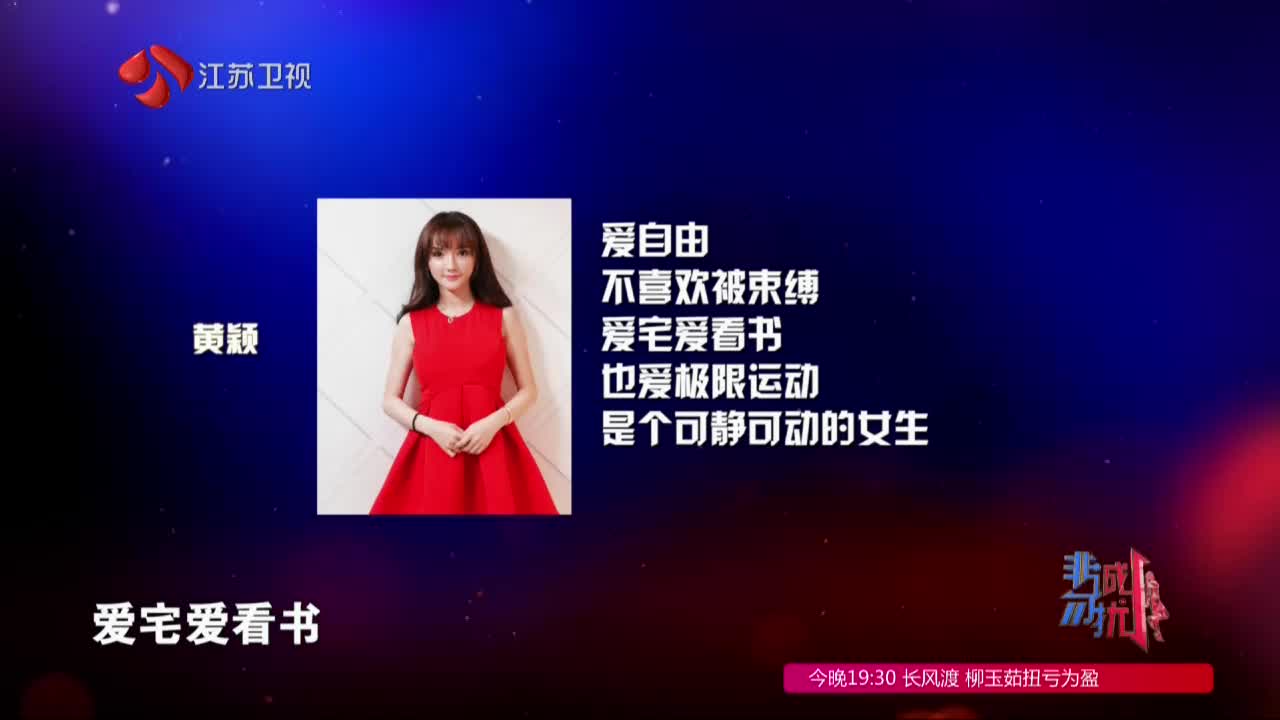 江苏卫视
黄颖
爱自由
不喜欢被束缚
爱宅爱看书
也爱极限运动
是个可静可动的女生
爱宅爱看书
非诚勿扰
今晚19:30 长风渡 柳玉茹扭亏为盈